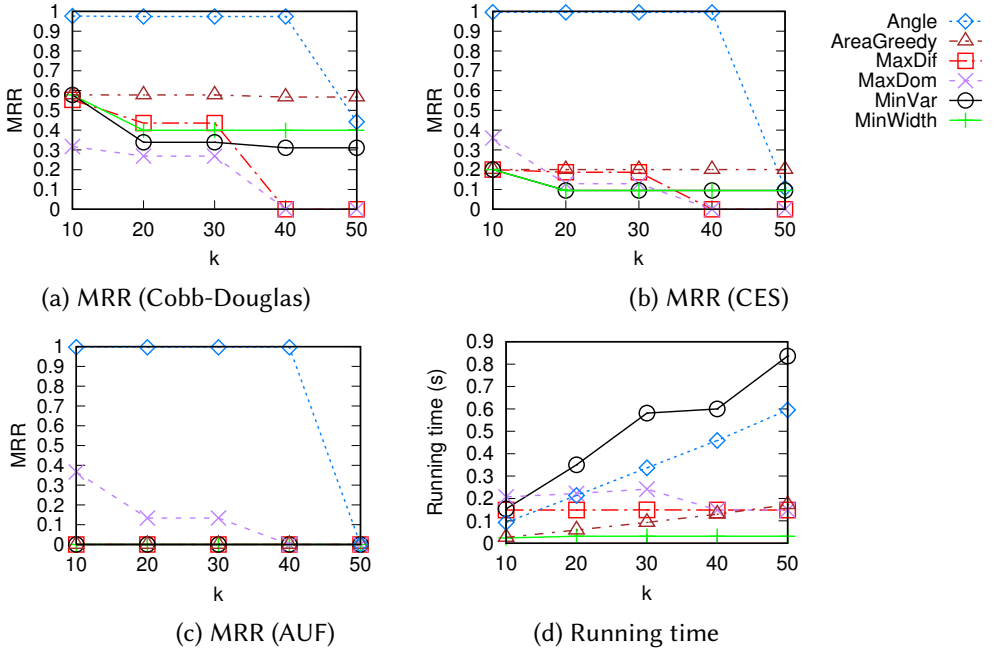 1
0.9
0.8
0.7
0.6
0.5
0.4
0.3
0.2
0.1
0
MRR
10 20 30 40 50
k
(a) MRR (Cobb-Douglas)
1
0.9
0.8
0.7
0.6
0.5
0.4
0.3
0.2
0.1
0
MRR
10 20 30 40 50
k
(b) MRR (CES)
Angle
AreaGreedy
MaxDif
MaxDom
MinVar
MinWidth
1
0.9
0.8
0.7
0.6
0.5
0.4
0.3
0.2
0.1
0
MRR
10 20 30 40 50
k
(c) MRR (AUF)
0.9
0.8
0.7
0.6
0.5
0.4
0.3
0.2
0.1
0
Running time (s)
10 20 30 40 50
k
(d) Running time